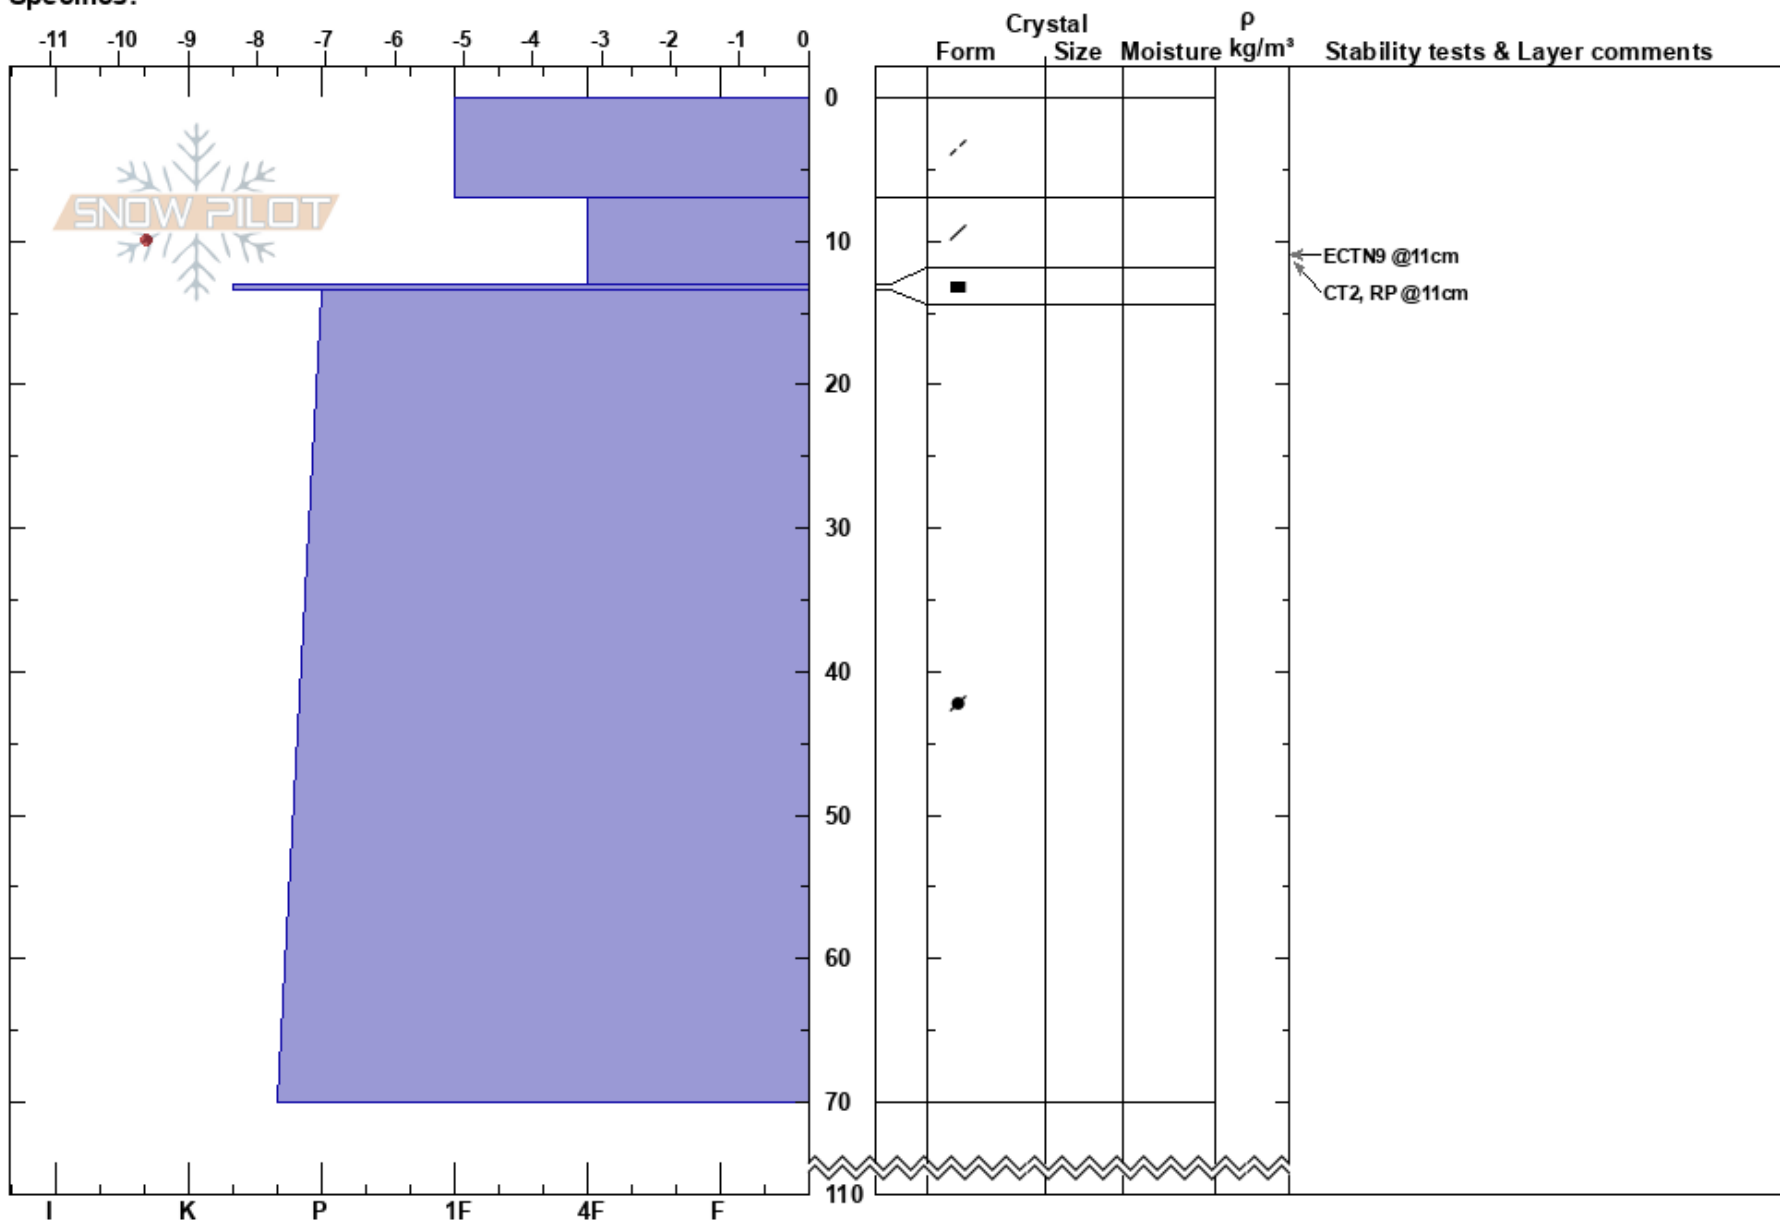 Specifics:
-11 -10 -9 -8 -7 -6 -5 -4 -3 -2 -1 0
Crystal ρ
Form Size Moisture kg/m³ Stability tests & Layer comments
0
SNOW PILOT
10
ECTN9 @11cm
CT2, RP @11cm
20
30
40
50
60
70
110
I K P 1F 4F F